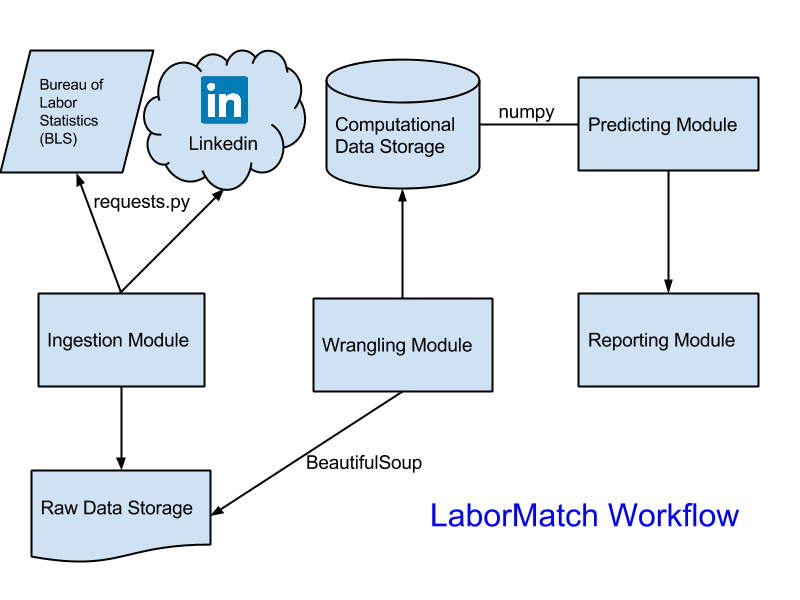 Bureau of
Labor
Statistics
(BLS)
in
Linkedin
Computational
Data Storage
numpy
Predicting Module
requests.py
Ingestion Module
Wrangling Module
Reporting Module
BeautifulSoup
Raw Data Storage
LaborMatch Workflow